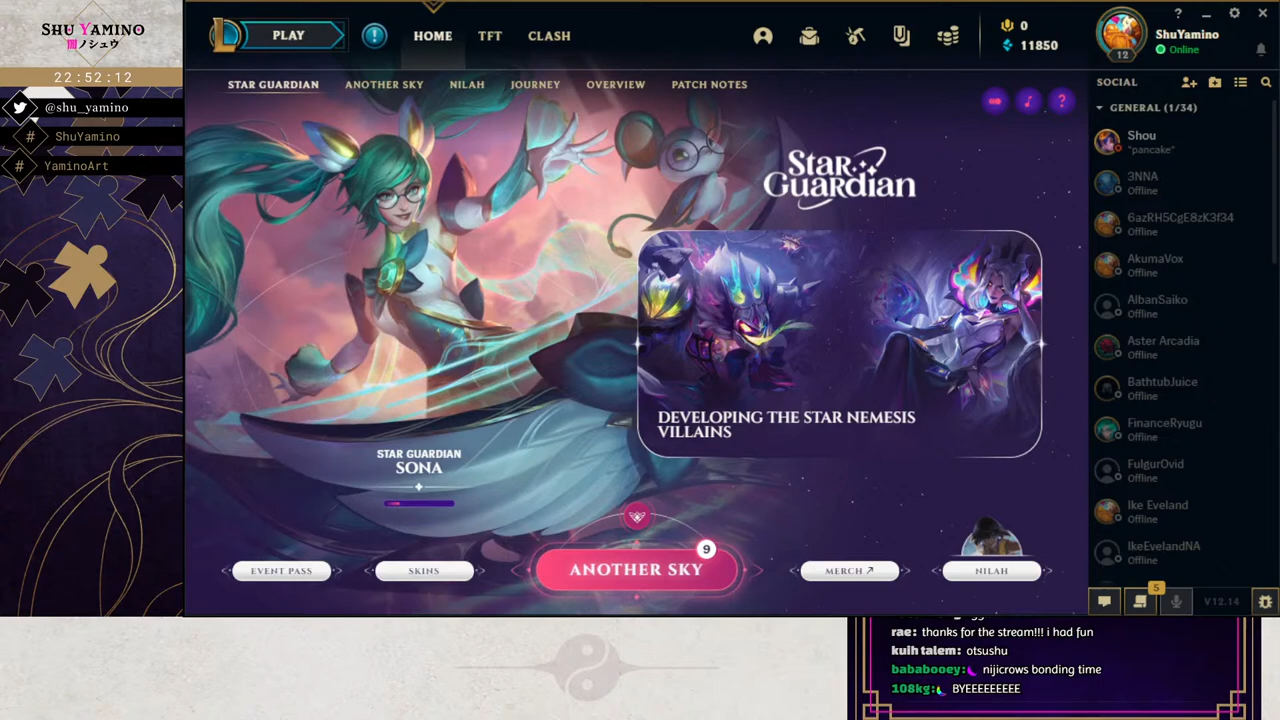 SHU YAMINO
闇ノシュウ
22:52:12
@shu_yamino
# ShuYamino
# YaminoArt
PLAY
HOME
TFT
CLASH
0
11850
12
ShuYamino
Online
STAR GUARDIAN
ANOTHER SKY
NILAH
JOURNEY
OVERVIEW
PATCH NOTES
STAR GUARDIAN
DEVELOPING THE STAR NEMESIS
VILLAINS
STAR GUARDIAN
SONA
EVENT PASS
SKINS
ANOTHER SKY
9
MERCH
NILAH
SOCIAL
GENERAL (1/34)
Shou
"pancake"
3NNA
Offline
6azRH5CgE8zK3f34
Offline
AkumaVox
Offline
AlbanSaiko
Offline
Aster Arcadia
Offline
BathtubJuice
Offline
FinanceRyugu
Offline
FulgurOvid
Offline
Ike Eveland
Offline
IkeEvelandNA
Offline
5
V12.14
rae: thanks for the stream!!! i had fun
kuih talem: otsushu
bababooey: nijicrows bonding time
108kg: BYEEEEEEEEE